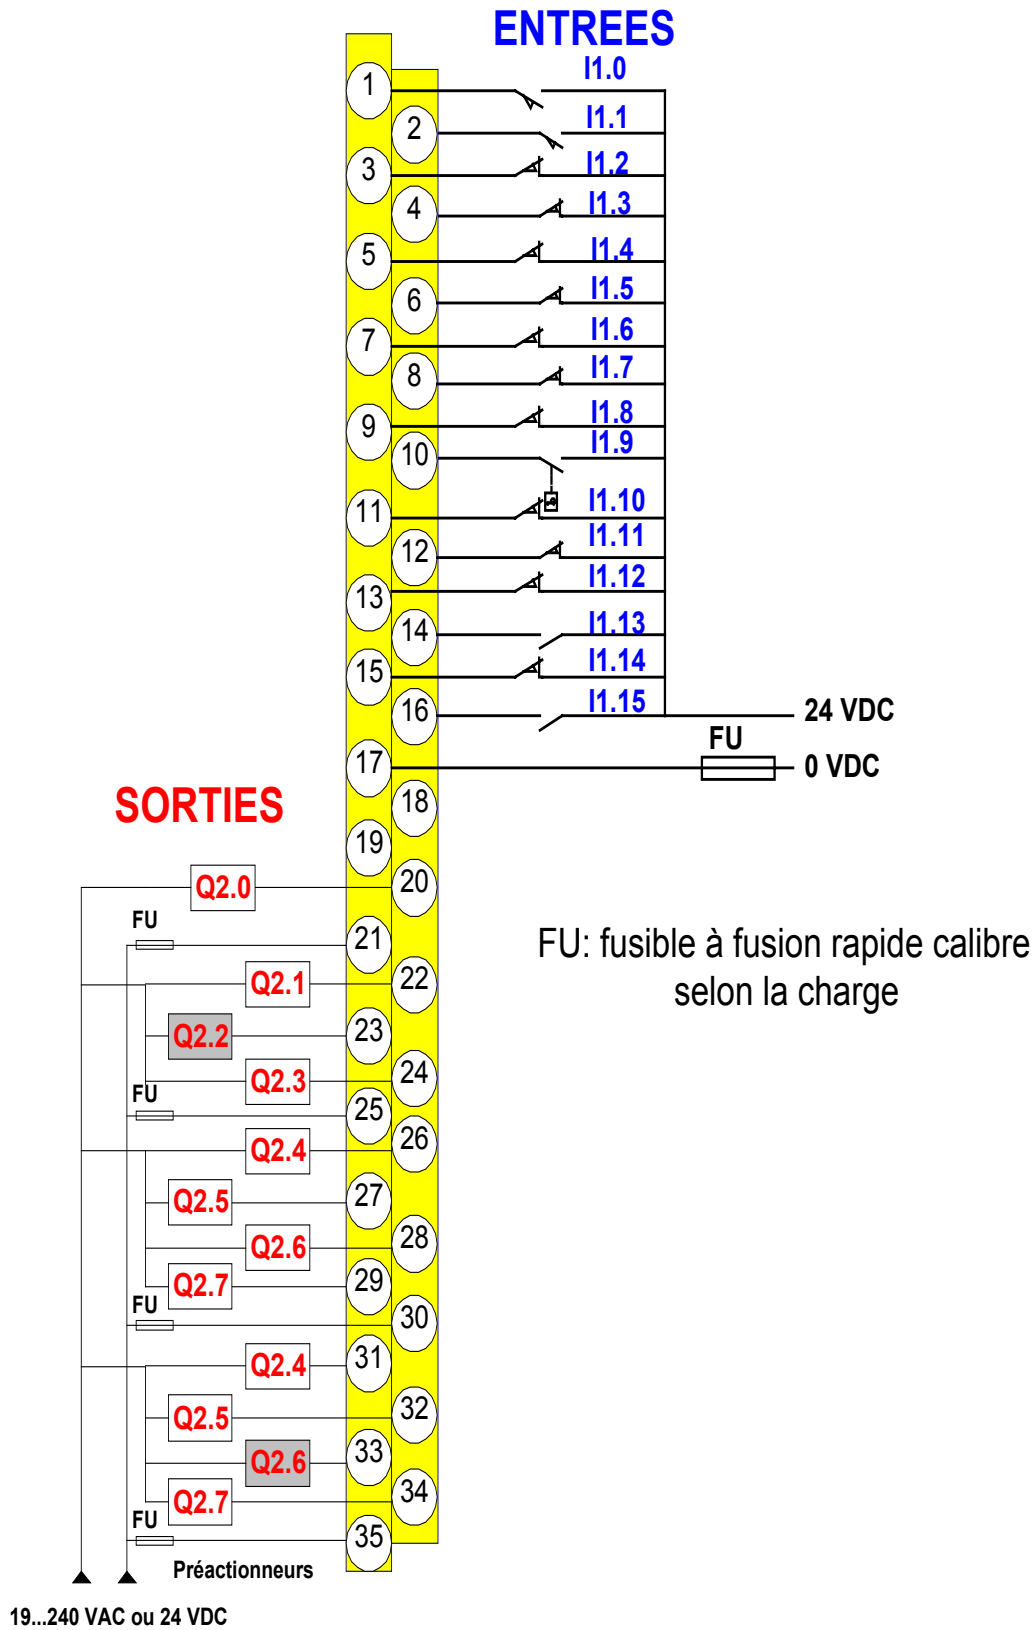 ENTREES
1
I1.0
2
I1.1
3
I1.2
4
I1.3
5
I1.4
6
I1.5
7
I1.6
8
I1.7
9
I1.8
10
I1.9
11
I1.10
12
I1.11
13
I1.12
14
I1.13
15
I1.14
16
I1.15
24 VDC
17
FU
0 VDC
SORTIES
18
19
Q2.0
20
FU
21
Q2.1
22
Q2.2
23
Q2.3
24
FU
25
Q2.4
26
Q2.5
27
Q2.6
28
Q2.7
29
FU
30
Q2.4
31
Q2.5
32
Q2.6
33
Q2.7
34
FU
35
FU: fusible à fusion rapide calibre
selon la charge
Préactionneurs
19...240 VAC ou 24 VDC